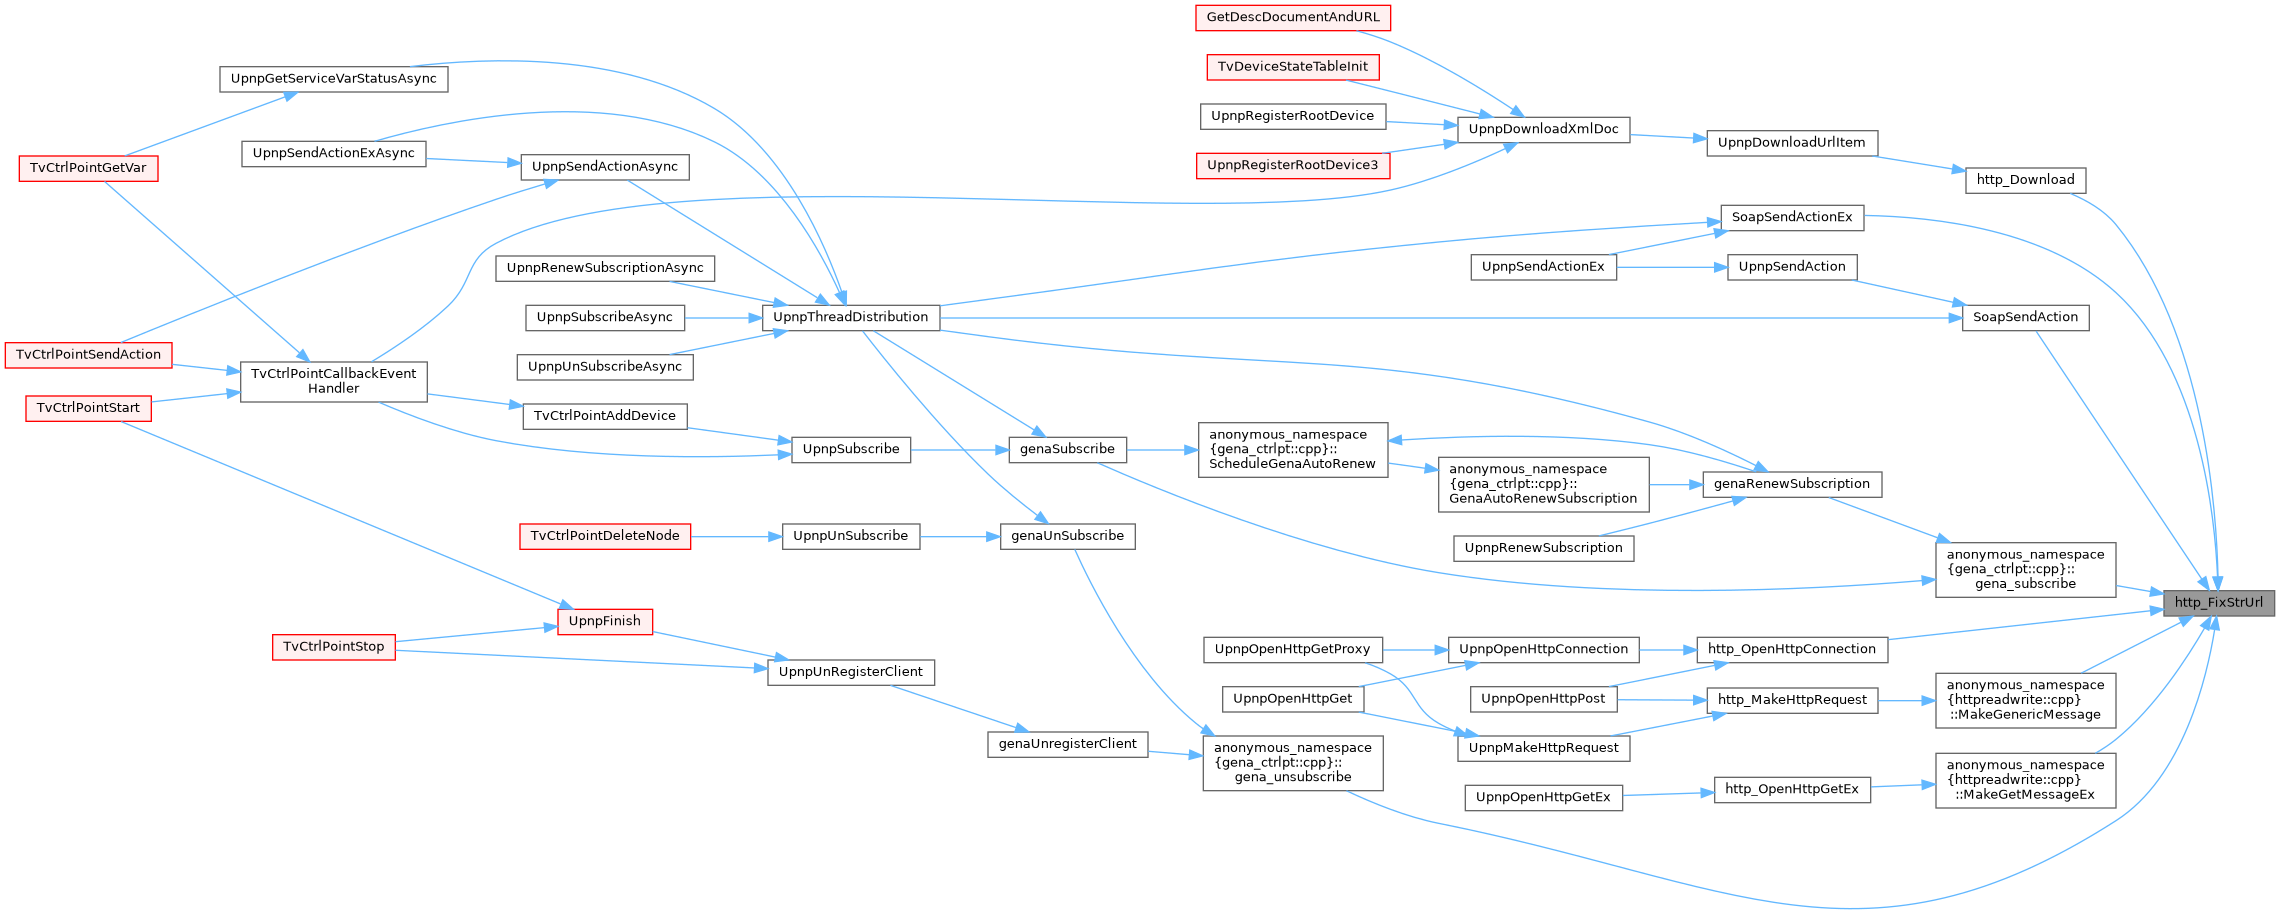 GetDescDocumentAndURL
TvDeviceStateTableInit
UpnpGetServiceVarStatusAsync
UpnpRegisterRootDevice
UpnpDownloadXmlDoc
UpnpDownloadUrlItem
UpnpSendActionExAsync
UpnpSendActionAsync
UpnpRegisterRootDevice3
TvCtrlPointGetVar
http_Download
SoapSendActionEx
UpnpRenewSubscriptionAsync
UpnpSendActionEx
UpnpSendAction
UpnpSubscribeAsync
UpnpThreadDistribution
SoapSendAction
TvCtrlPointSendAction
UpnpUnSubscribeAsync
TvCtrlPointCallbackEvent
Handler
TvCtrlPointStart
TvCtrlPointAddDevice
UpnpSubscribe
genaSubscribe
anonymous_namespace
{gena_ctrlpt::cpp}::
ScheduleGenaAutoRenew
anonymous_namespace
{gena_ctrlpt::cpp}::
GenaAutoRenewSubscription
genaRenewSubscription
TvCtrlPointDeleteNode
UpnpUnSubscribe
genaUnSubscribe
UpnpRenewSubscription
anonymous_namespace
{gena_ctrlpt::cpp}::
gena_subscribe
http_FixStrUrl
UpnpFinish
TvCtrlPointStop
UpnpOpenHttpGetProxy
UpnpOpenHttpConnection
http_OpenHttpConnection
UpnpUnRegisterClient
UpnpOpenHttpGet
UpnpOpenHttpPost
http_MakeHttpRequest
anonymous_namespace
{httpreadwrite::cpp}
::MakeGenericMessage
genaUnregisterClient
anonymous_namespace
{gena_ctrlpt::cpp}::
gena_unsubscribe
UpnpMakeHttpRequest
UpnpOpenHttpGetEx
http_OpenHttpGetEx
anonymous_namespace
{httpreadwrite::cpp}
::MakeGetMessageEx